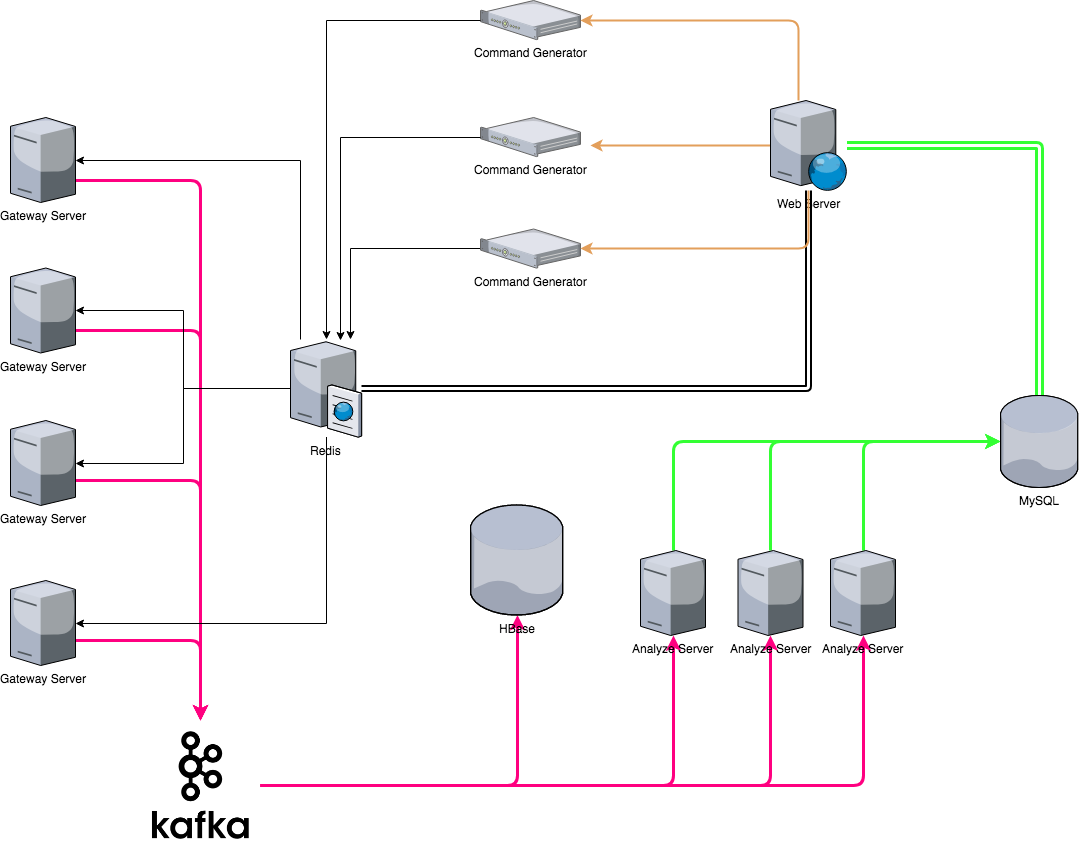 Command Generator
Command Generator
Web Server
Gateway Server
Command Generator
Gateway Server
Redis
MySQL
Gateway Server
HBase
Analyze Server
Analyze Server
Analyze Server
Gateway Server
kafka